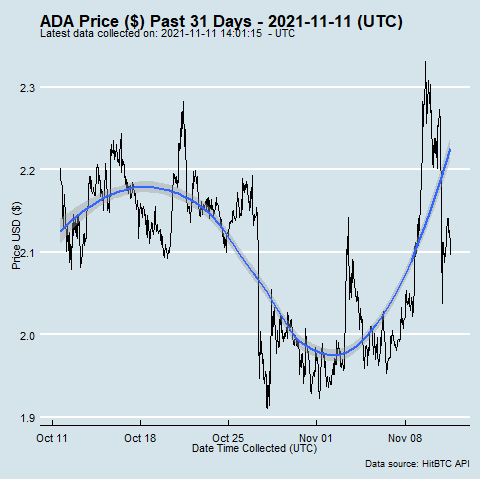 ADA Price ($) Past 31 Days - 2021-11-11 (UTC)
Latest data collected on: 2021-11-11 14:01:15 - UTC
Price USD ($)
2.3
2.2
2.1
2.0
1.9
Oct 11 Oct 18 Oct 25 Nov 01 Nov 08
Date Time Collected (UTC)
Data source: HitBTC API